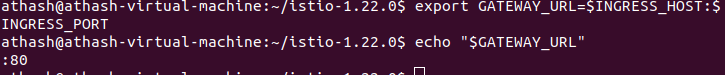 athash@athash-virtual-machine:~/istio-1.22.0$ export GATEWAY_URL=$INGRESS_HOST:$
INGRESS_PORT
athash@athash-virtual-machine:~/istio-1.22.0$ echo "$GATEWAY_URL"
:80